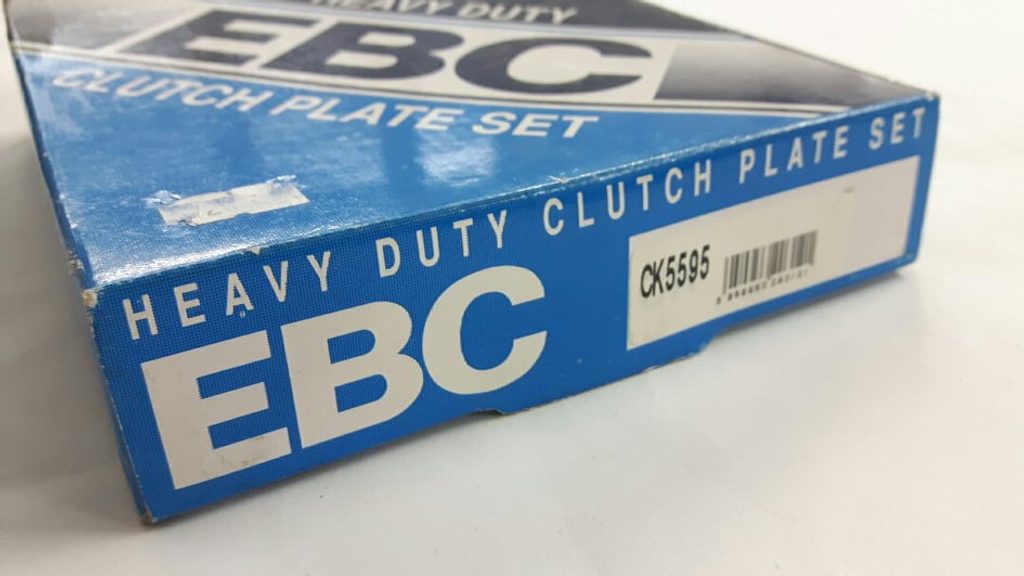 HEAVY DUTY
EBC
CLUTCH PLATE SET
HEAVY DUTY CLUTCH PLATE SET
EBC
CK5595